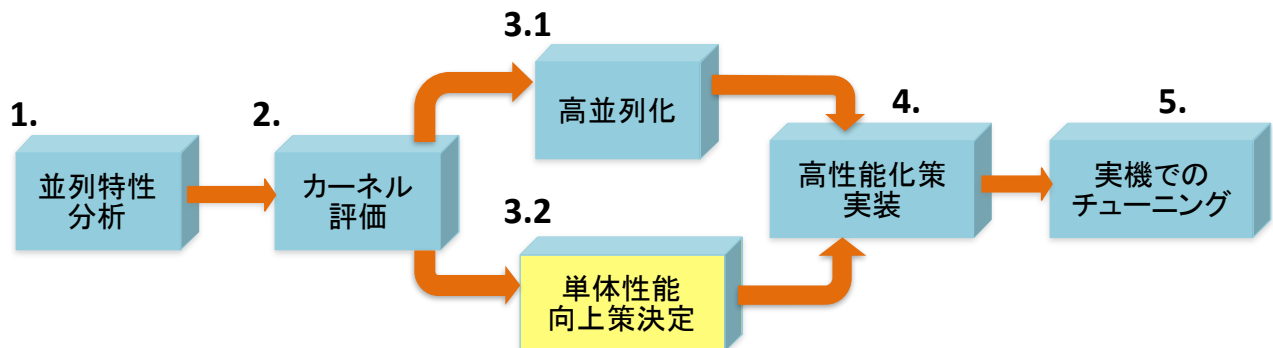 1.
並列特性
分析
2.
カーネル
評価
3.1
高並列化
3.2
単体性能
向上策決定
4.
高性能化策
実装
5.
実機での
チューニング